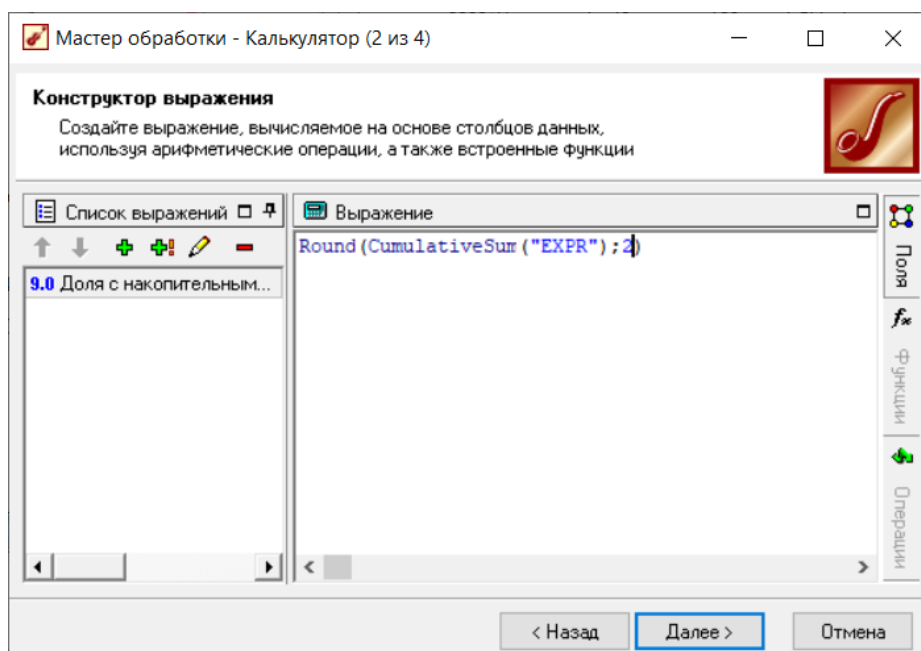 Мастер обработки - Калькулятор (2 из 4)
Конструктор выражения
Создайте выражение, вычисляемое на основе столбцов данных,
используя арифметические операции, а также встроенные функции
Список выражений
Выражение
Round(CumulativeSum("EXPR");2)
9.0 Доля с накопительным...
Поля
fx
Функции
Операции
< Назад
Далее >
Отмена